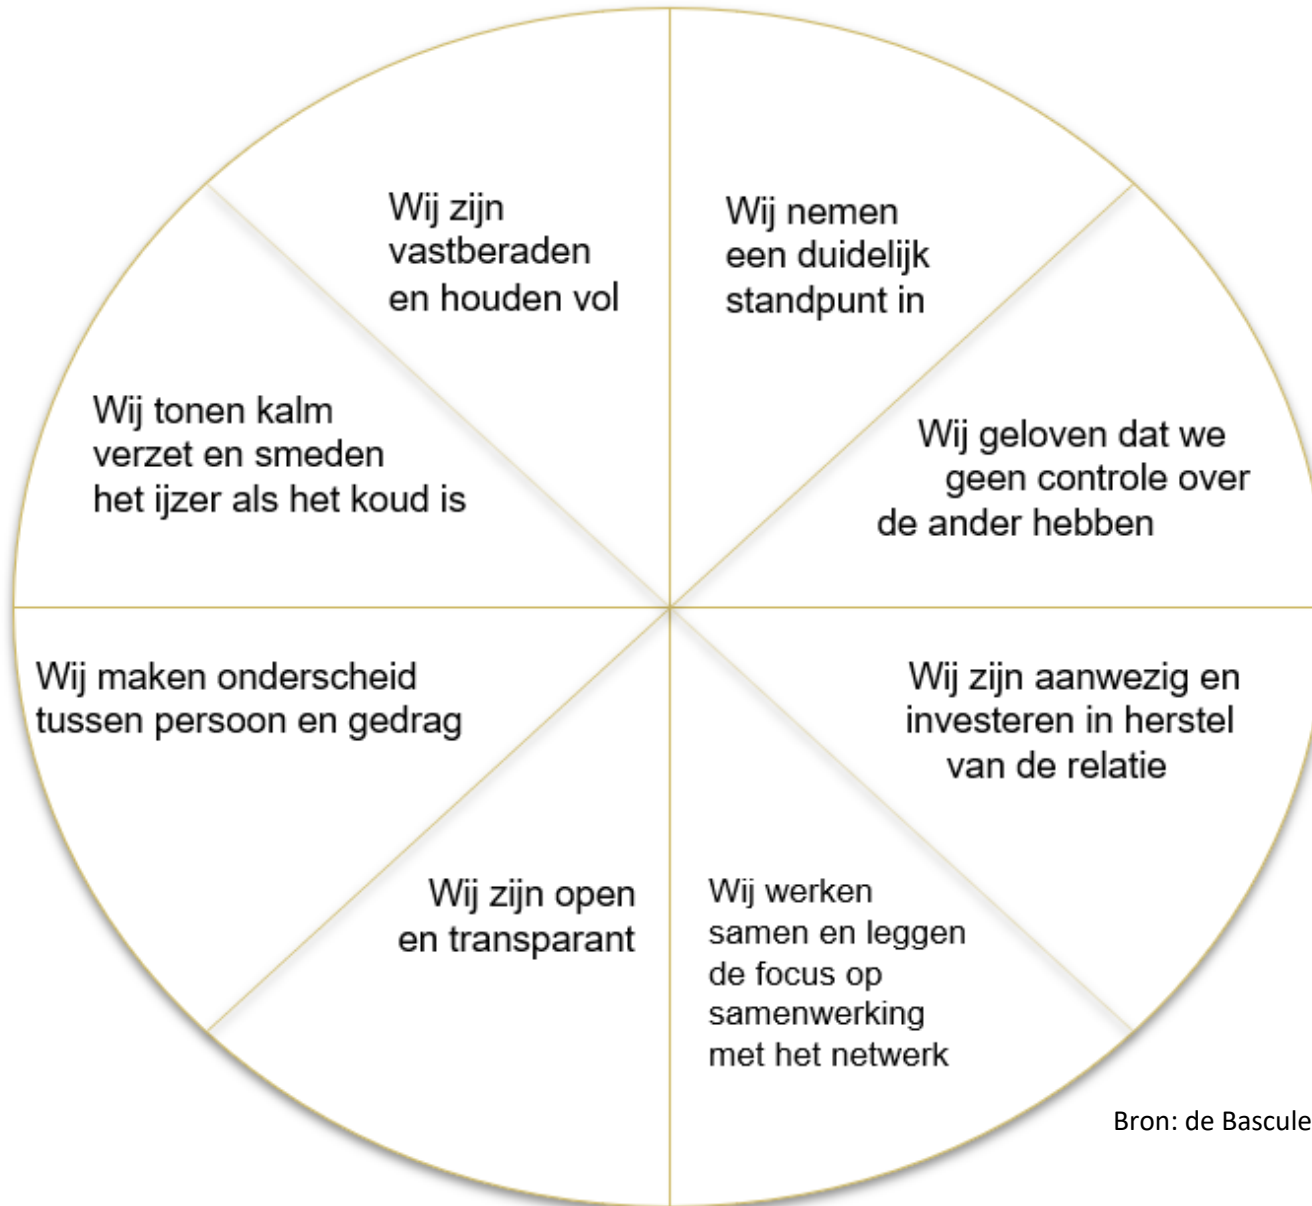 Wij zijn
vastberaden
en houden vol
Wij nemen
een duidelijk
standpunt in
Wij tonen kalm
verzet en smeden
het ijzer als het koud is
Wij geloven dat we
geen controle over
de ander hebben
Wij maken onderscheid
tussen persoon en gedrag
Wij zijn aanwezig en
investeren in herstel
van de relatie
Wij zijn open
en transparant
Wij werken
samen en leggen
de focus op
samenwerking
met het netwerk
Bron: de Bascule